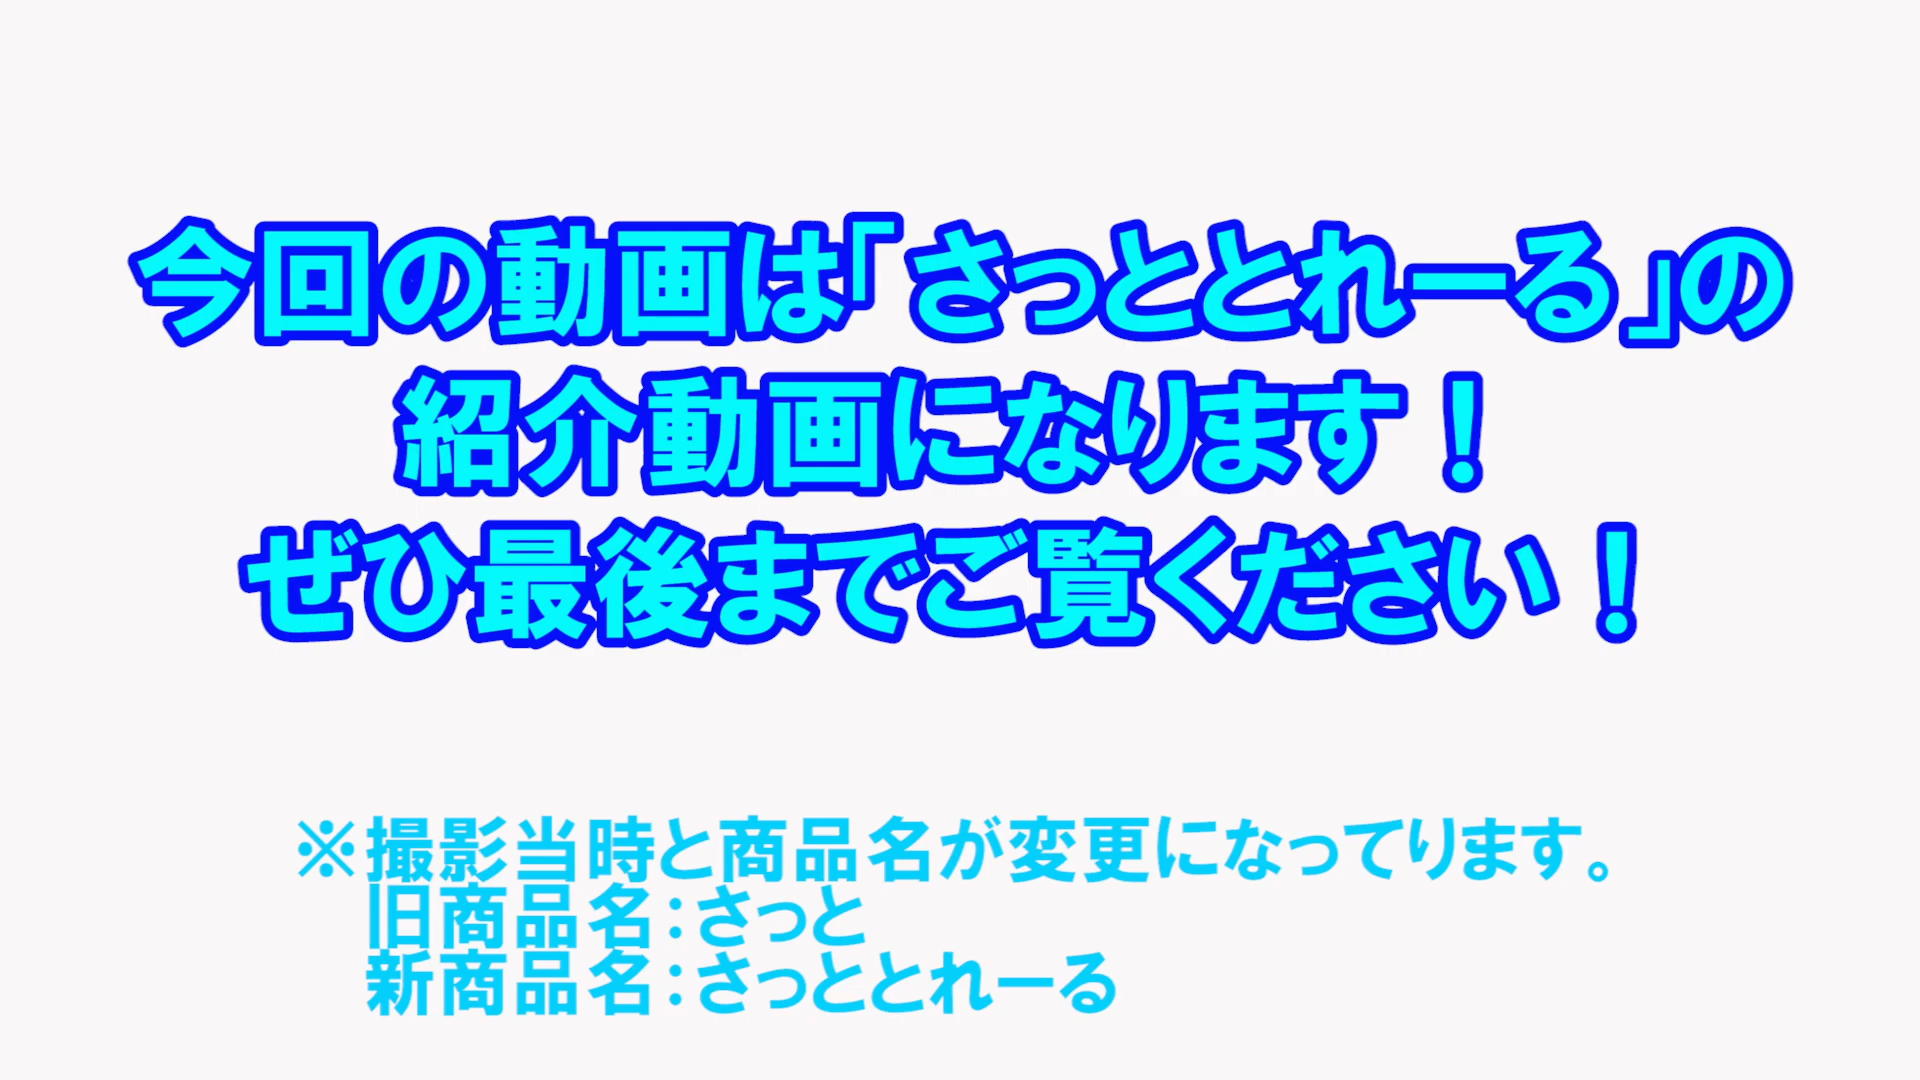 今回の動画は「さっととれーる」の
紹介動画になります！
ぜひ最後までご覧ください！
※撮影当時と商品名が変更になってります。
旧商品名：さっと
新商品名：さっととれーる